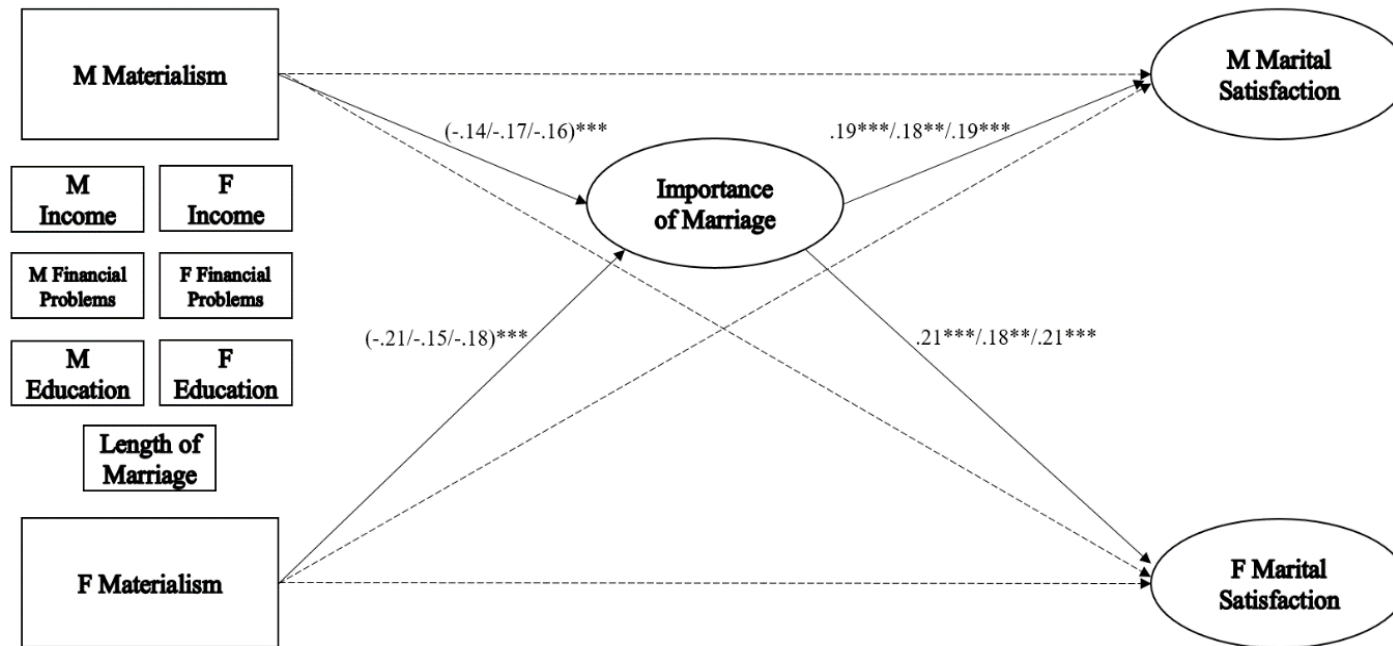 M Materialism
M Marital
Satisfaction
(-.14/-.17/-.16)***
.19***/.18**/.19***
Importance
of Marriage
M
Income
F
Income
M Financial
Problems
F Financial
Problems
(-.21/-.15/-.18)***
.21***/.18**/.21***
M
Education
F
Education
Length of
Marriage
F Materialism
F Marital
Satisfaction